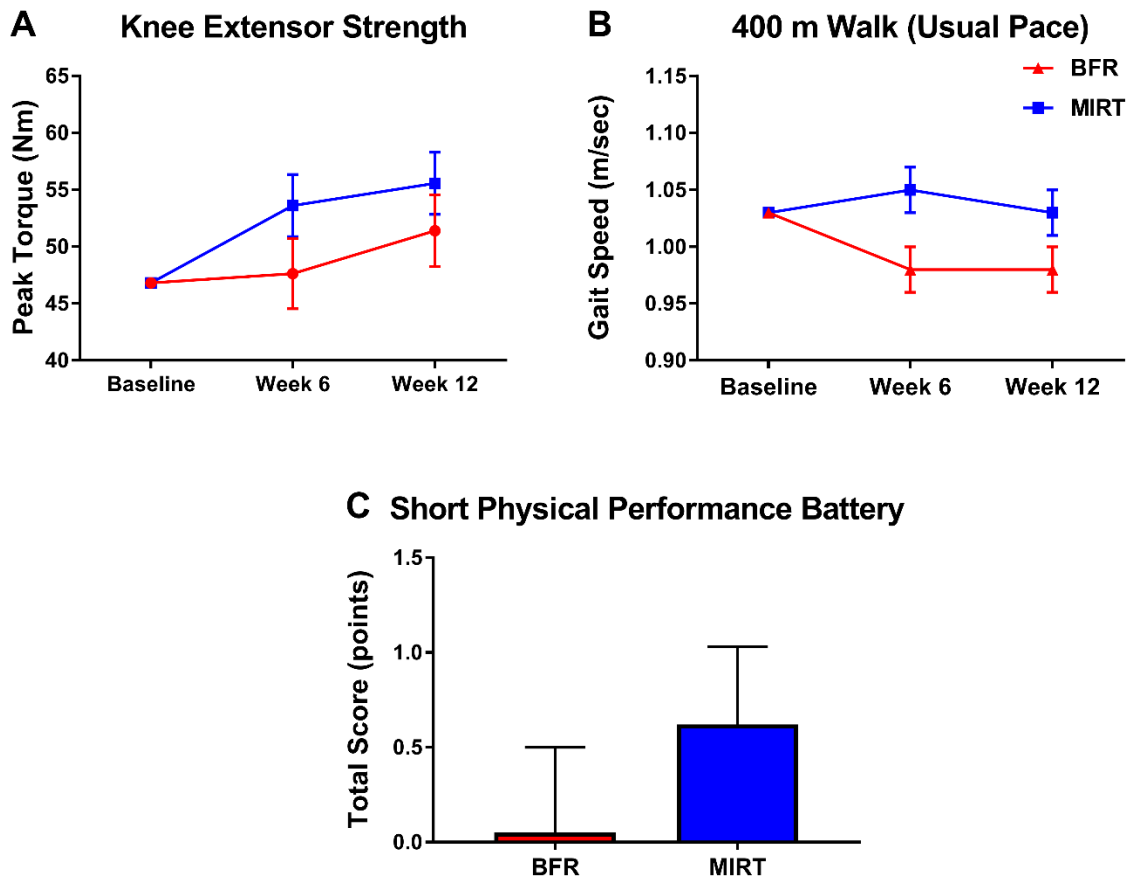 A Knee Extensor Strength
Peak Torque (Nm)
65
60
55
50
45
40
Baseline Week 6 Week 12
B 400 m Walk (Usual Pace)
BFR
MIRT
Gait Speed (m/sec)
1.15
1.10
1.05
1.00
0.95
0.90
Baseline Week 6 Week 12
C Short Physical Performance Battery
Total Score (points)
1.5
1.0
0.5
0.0
BFR MIRT